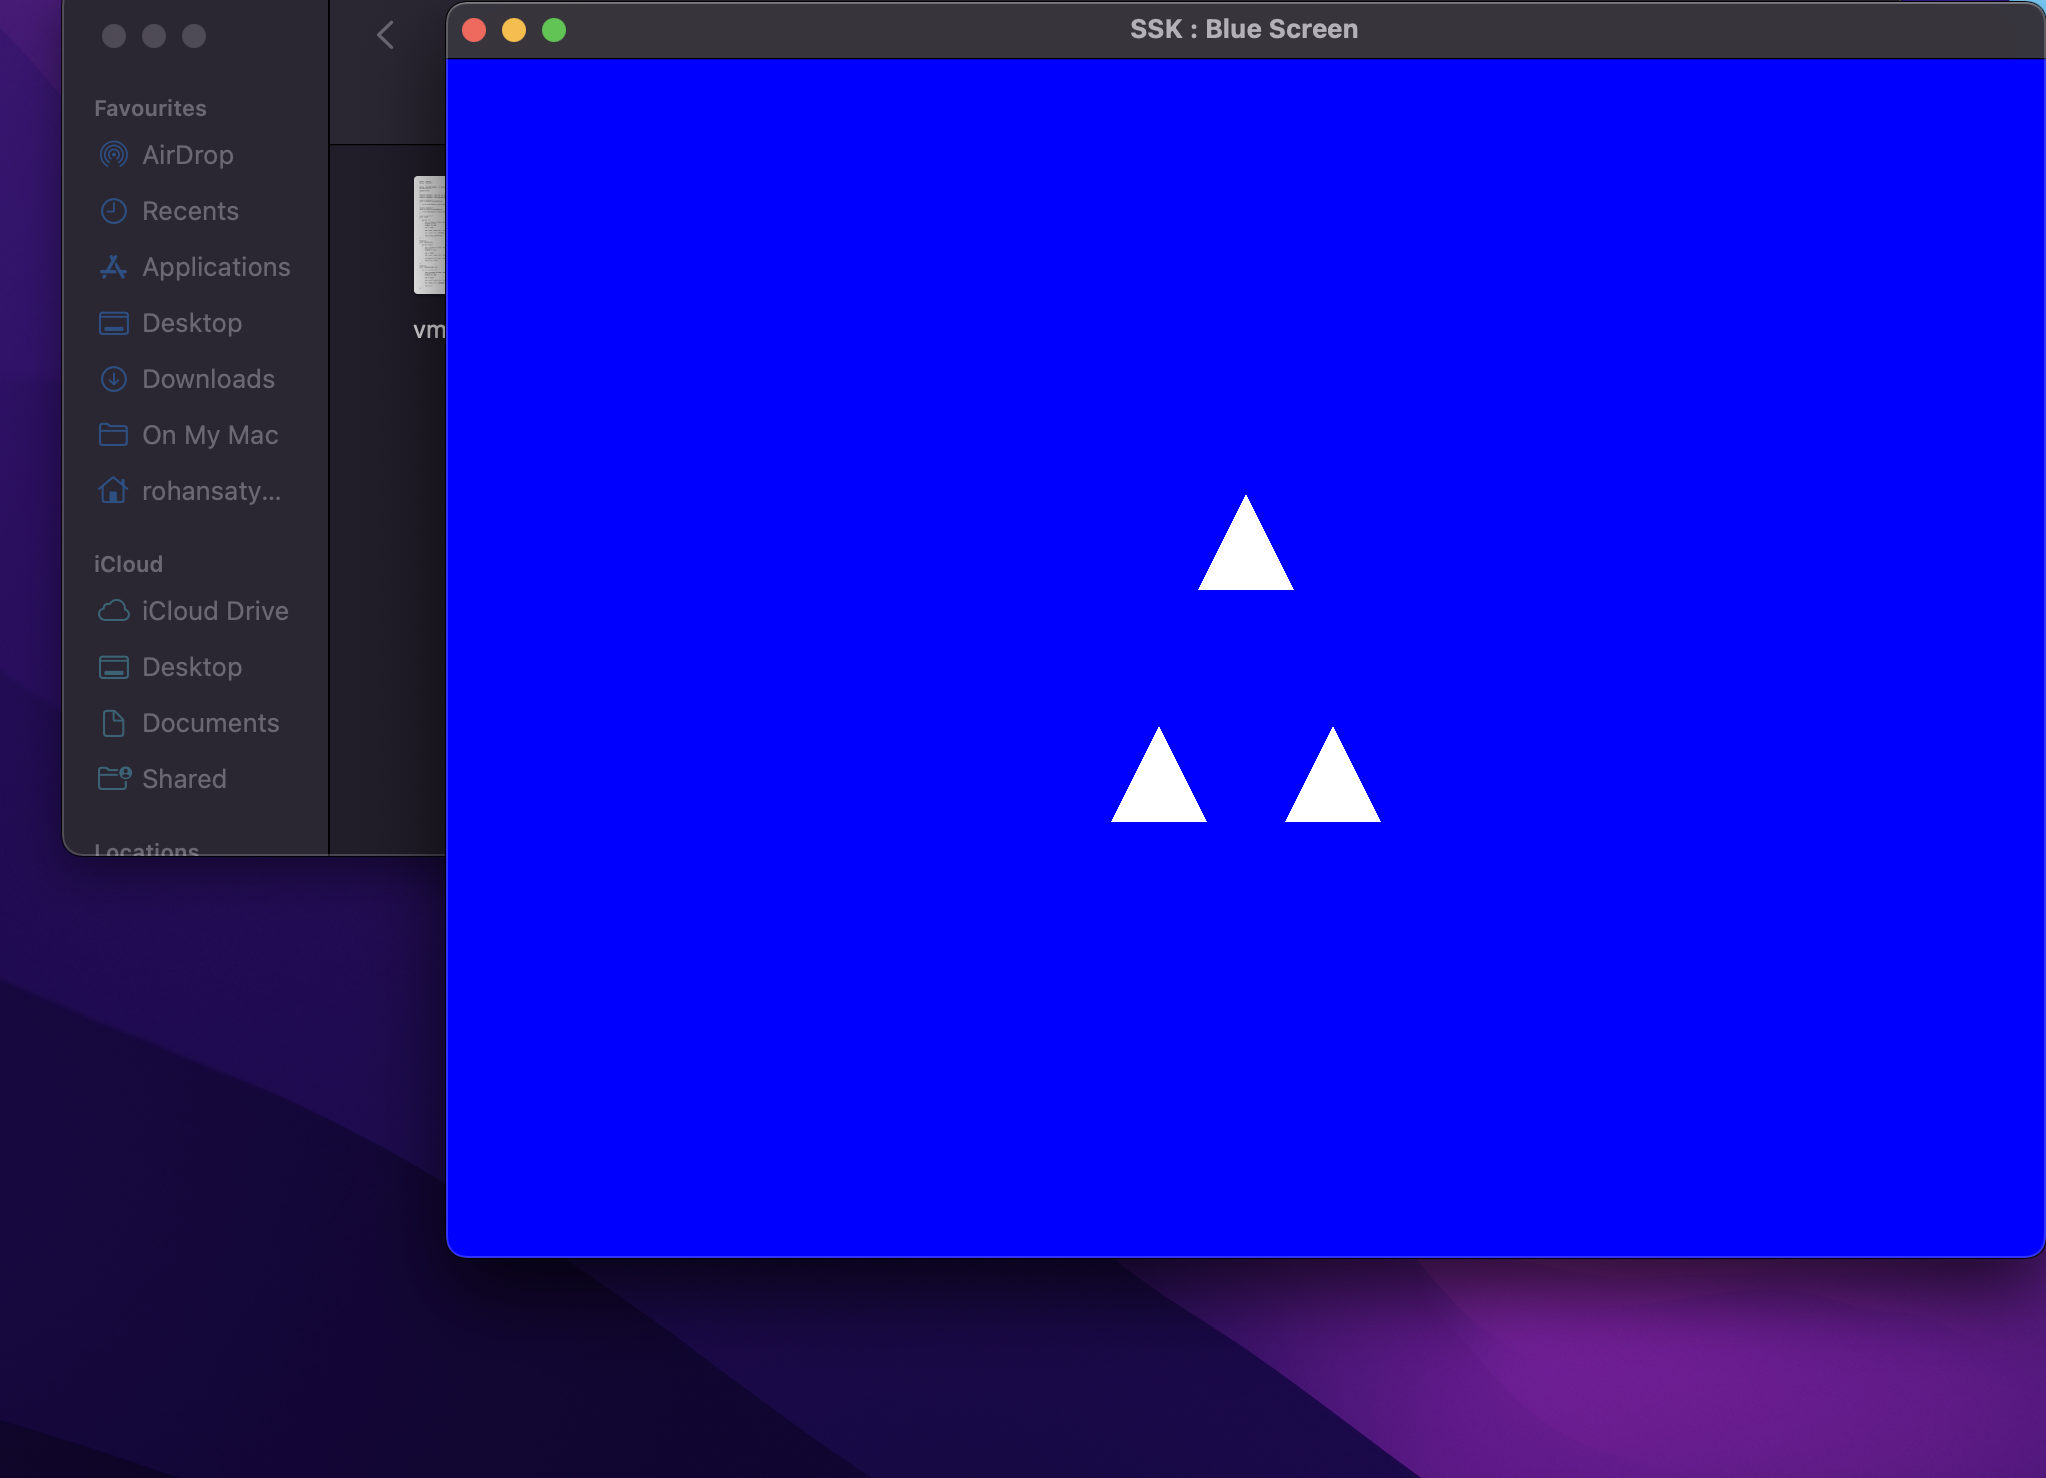 SSK : Blue Screen
Favourites
AirDrop
Recents
Applications
Desktop
Downloads
On My Mac
rohansaty...
iCloud
iCloud Drive
Desktop
Documents
Shared
Locations
vm